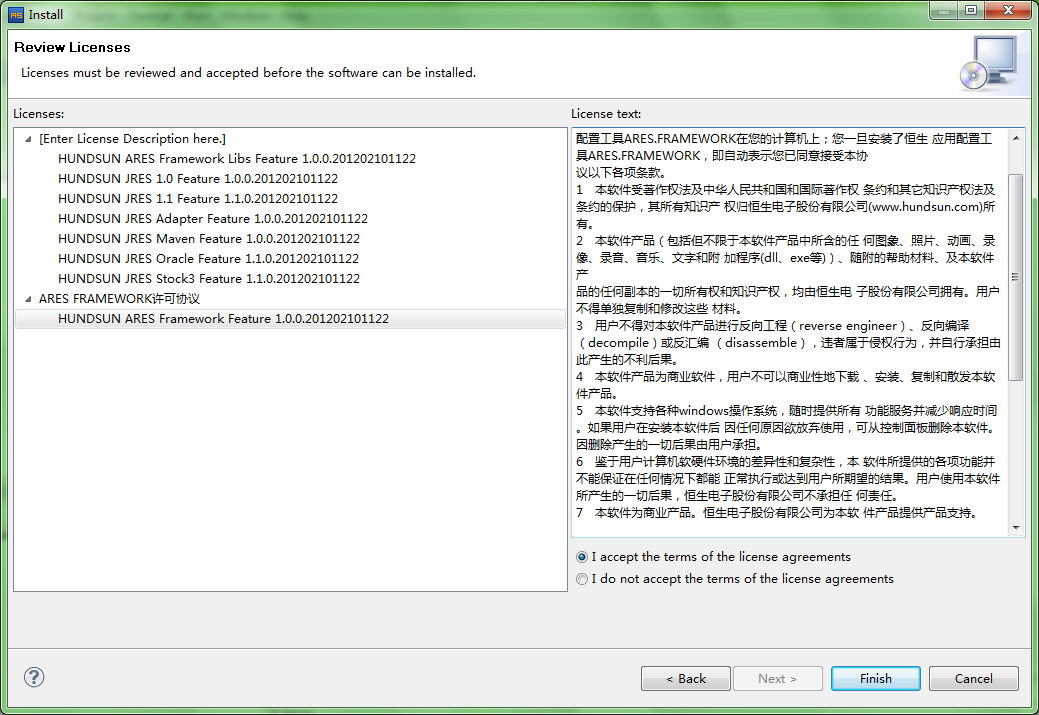 Install
Review Licenses
Licenses must be reviewed and accepted before the software can be installed.
Licenses:
[Enter License Description here.]
HUNDSUN ARES Framework Libs Feature 1.0.0.201202101122
HUNDSUN JRES 1.0 Feature 1.0.0.201202101122
HUNDSUN JRES 1.1 Feature 1.1.0.201202101122
HUNDSUN JRES Adapter Feature 1.0.0.201202101122
HUNDSUN JRES Maven Feature 1.0.0.201202101122
HUNDSUN JRES Oracle Feature 1.1.0.201202101122
HUNDSUN JRES Stock3 Feature 1.1.0.201202101122
ARES FRAMEWORK许可协议
HUNDSUN ARES Framework Feature 1.0.0.201202101122
License text:
配置工具ARES.FRAMEWORK在您的计算机上；您一旦安装了恒生 应用配置工
具ARES.FRAMEWORK，即自动表示您已同意接受本协
议以下各项条款。
1 本软件受著作权法及中华人民共和国和国际著作权 条约和其它知识产权法及
条约的保护，其所有知识产 权归恒生电子股份有限公司(www.hundsun.com)所
有。
2 本软件产品（包括但不限于本软件产品中所含的任 何图象、照片、动画、录
像、录音、音乐、文字和附 加程序(dll、exe等)）、随附的帮助材料、及本软件
产
品的任何副本的一切所有权和知识产权，均由恒生电 子股份有限公司拥有。用户
不得单独复制和修改这些 材料。
3 用户不得对本软件产品进行反向工程（reverse engineer）、反向编译
（decompile）或反汇编 （disassemble），违者属于侵权行为，并自行承担由
此产生的不利后果。
4 本软件产品为商业软件，用户不可以商业性地下载 、安装、复制和散发本软
件产品。
5 本软件支持各种windows操作系统，随时提供所有 功能服务并减少响应时间
。如果用户在安装本软件后 因任何原因欲放弃使用，可从控制面板删除本软件。
因删除产生的一切后果由用户承担。
6 鉴于用户计算机软硬件环境的差异性和复杂性，本 软件所提供的各项功能并
不能保证在任何情况下都能 正常执行或达到用户所期望的结果。用户使用本软件
所产生的一切后果，恒生电子股份有限公司不承担任 何责任。
7 本软件为商业产品。恒生电子股份有限公司为本软 件产品提供产品支持。
I accept the terms of the license agreements
I do not accept the terms of the license agreements
< Back
Next >
Finish
Cancel